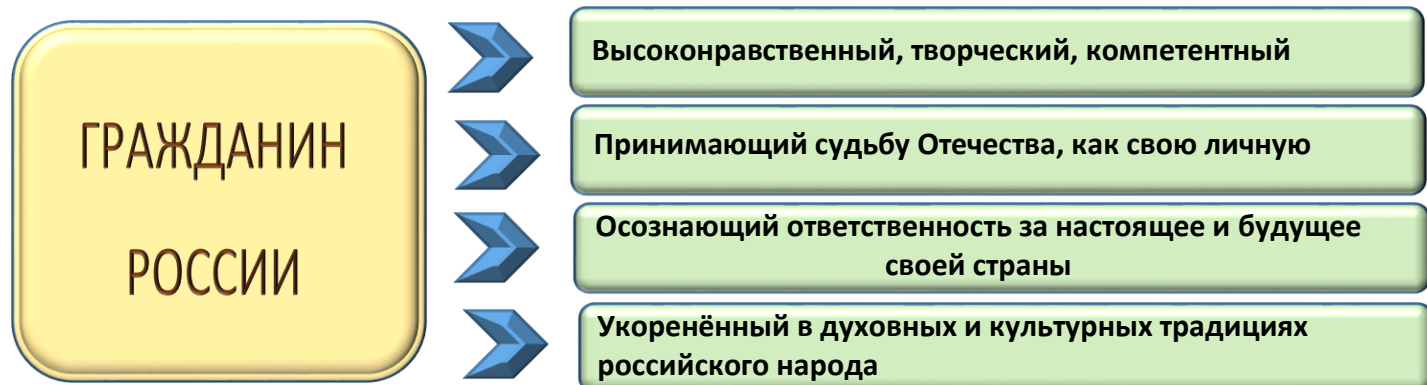 ГРАЖДАНИН
РОССИИ
Высоконравственный, творческий, компетентный
Принимающий судьбу Отечества, как свою личную
Осознающий ответственность за настоящее и будущее
своей страны
Укоренённый в духовных и культурных традициях
российского народа